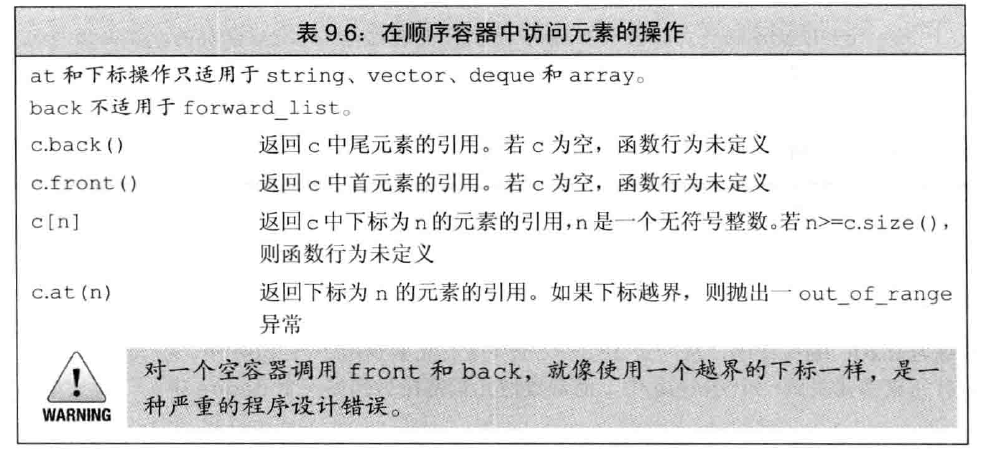 表 9.6：在顺序容器中访问元素的操作
at 和下标操作只适用于 string、vector、deque 和 array。
back 不适用于 forward_list。
c.back() 返回 c 中尾元素的引用。若 c 为空，函数行为未定义
c.front() 返回 c 中首元素的引用。若 c 为空，函数行为未定义
c[n] 返回 c 中下标为 n 的元素的引用，n 是一个无符号整数。若 n>=c.size()，
则函数行为未定义
c.at(n) 返回下标为 n 的元素的引用。如果下标越界，则抛出一 out_of_range
异常
对一个空容器调用 front 和 back，就像使用一个越界的下标一样，是一
WARNING 种严重的程序设计错误。